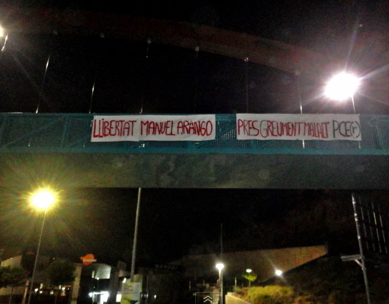 LLIBERTAT MANUEL ARANGO
PRES GREUMENT MALALT PCE(r)